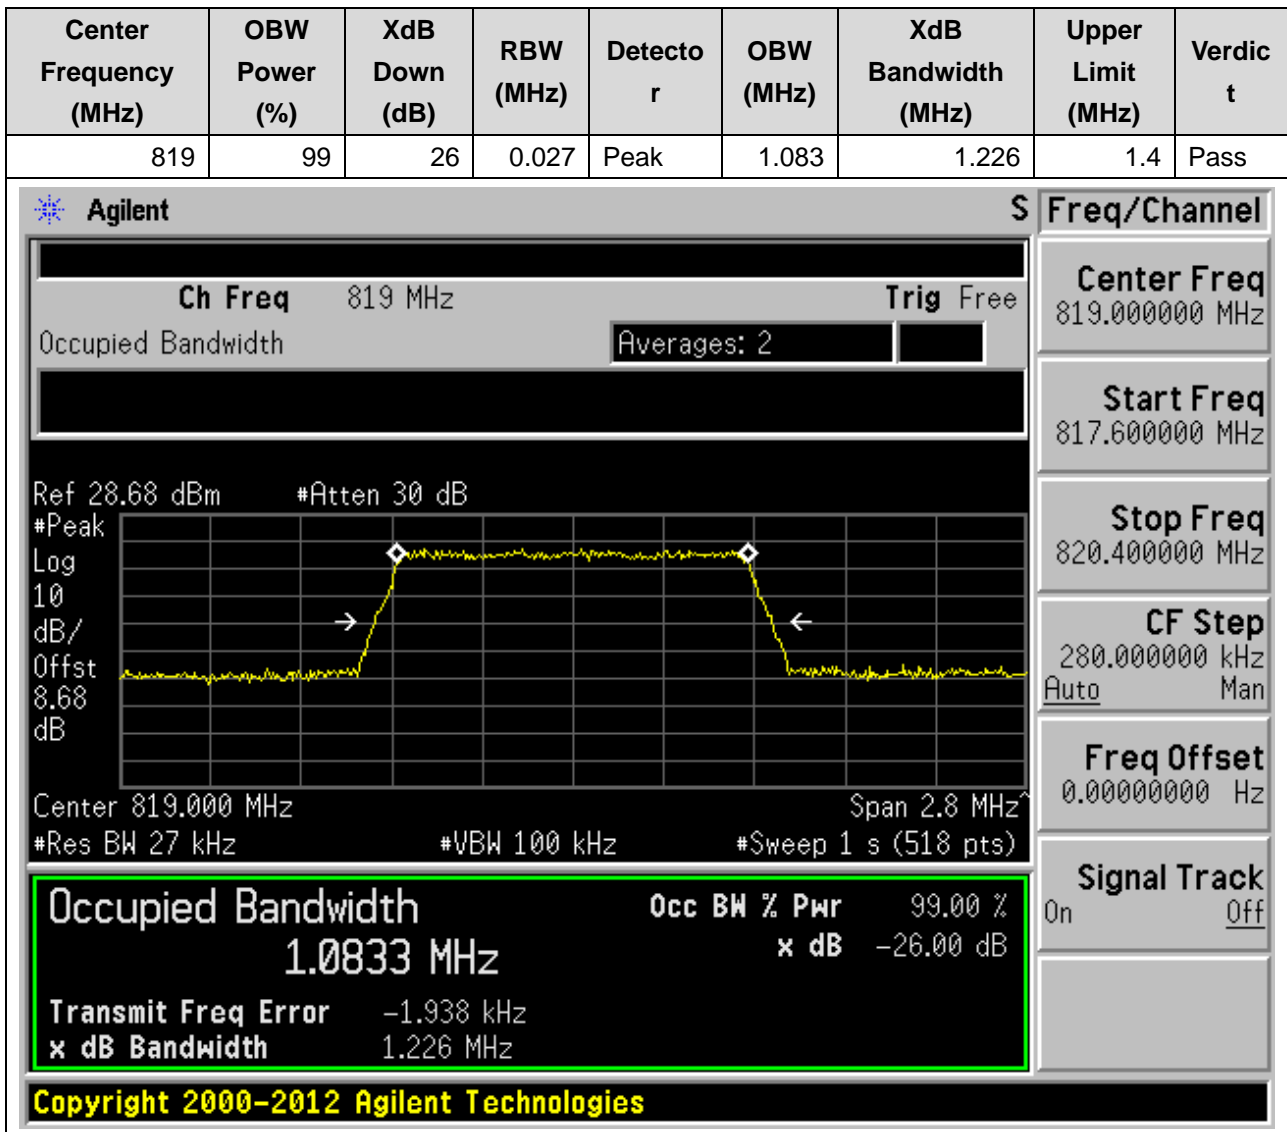 Center Frequency (MHz) OBW Power (%) XdB Down (dB) RBW (MHz) Detecto r OBW (MHz) XdB Bandwidth (MHz) Upper Limit (MHz) Verdic t
819 99 26 0.027 Peak 1.083 1.226 1.4 Pass
Agilent S Freq/Channel
Ch Freq 819 MHz Trig Free
Occupied Bandwidth Averages: 2
Center Freq
819.000000 MHz
Start Freq
817.600000 MHz
Stop Freq
820.400000 MHz
CF Step
280.000000 kHz
Auto Man
Freq Offset
0.00000000 Hz
Signal Track
On Off
Ref 28.68 dBm #Atten 30 dB
#Peak
Log
10
dB/
Offst
8.68
dB
Center 819.000 MHz Span 2.8 MHz^
#Res BW 27 kHz #VBW 100 kHz #Sweep 1 s (518 pts)
Occupied Bandwidth Occ BW % Pwr 99.00 %
1.0833 MHz x dB -26.00 dB
Transmit Freq Error -1.938 kHz
x dB Bandwidth 1.226 MHz
Copyright 2000-2012 Agilent Technologies